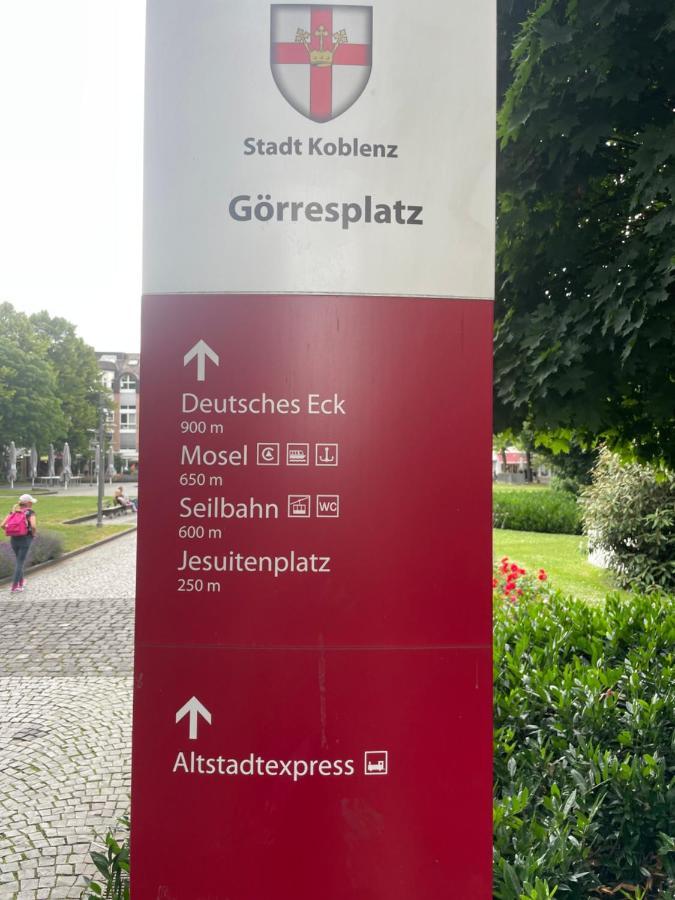 Stadt Koblenz
Görresplatz
Deutsches Eck
900 m
Mosel
650 m
Seilbahn WC
600 m
Jesuitenplatz
250 m
Altstadtexpress